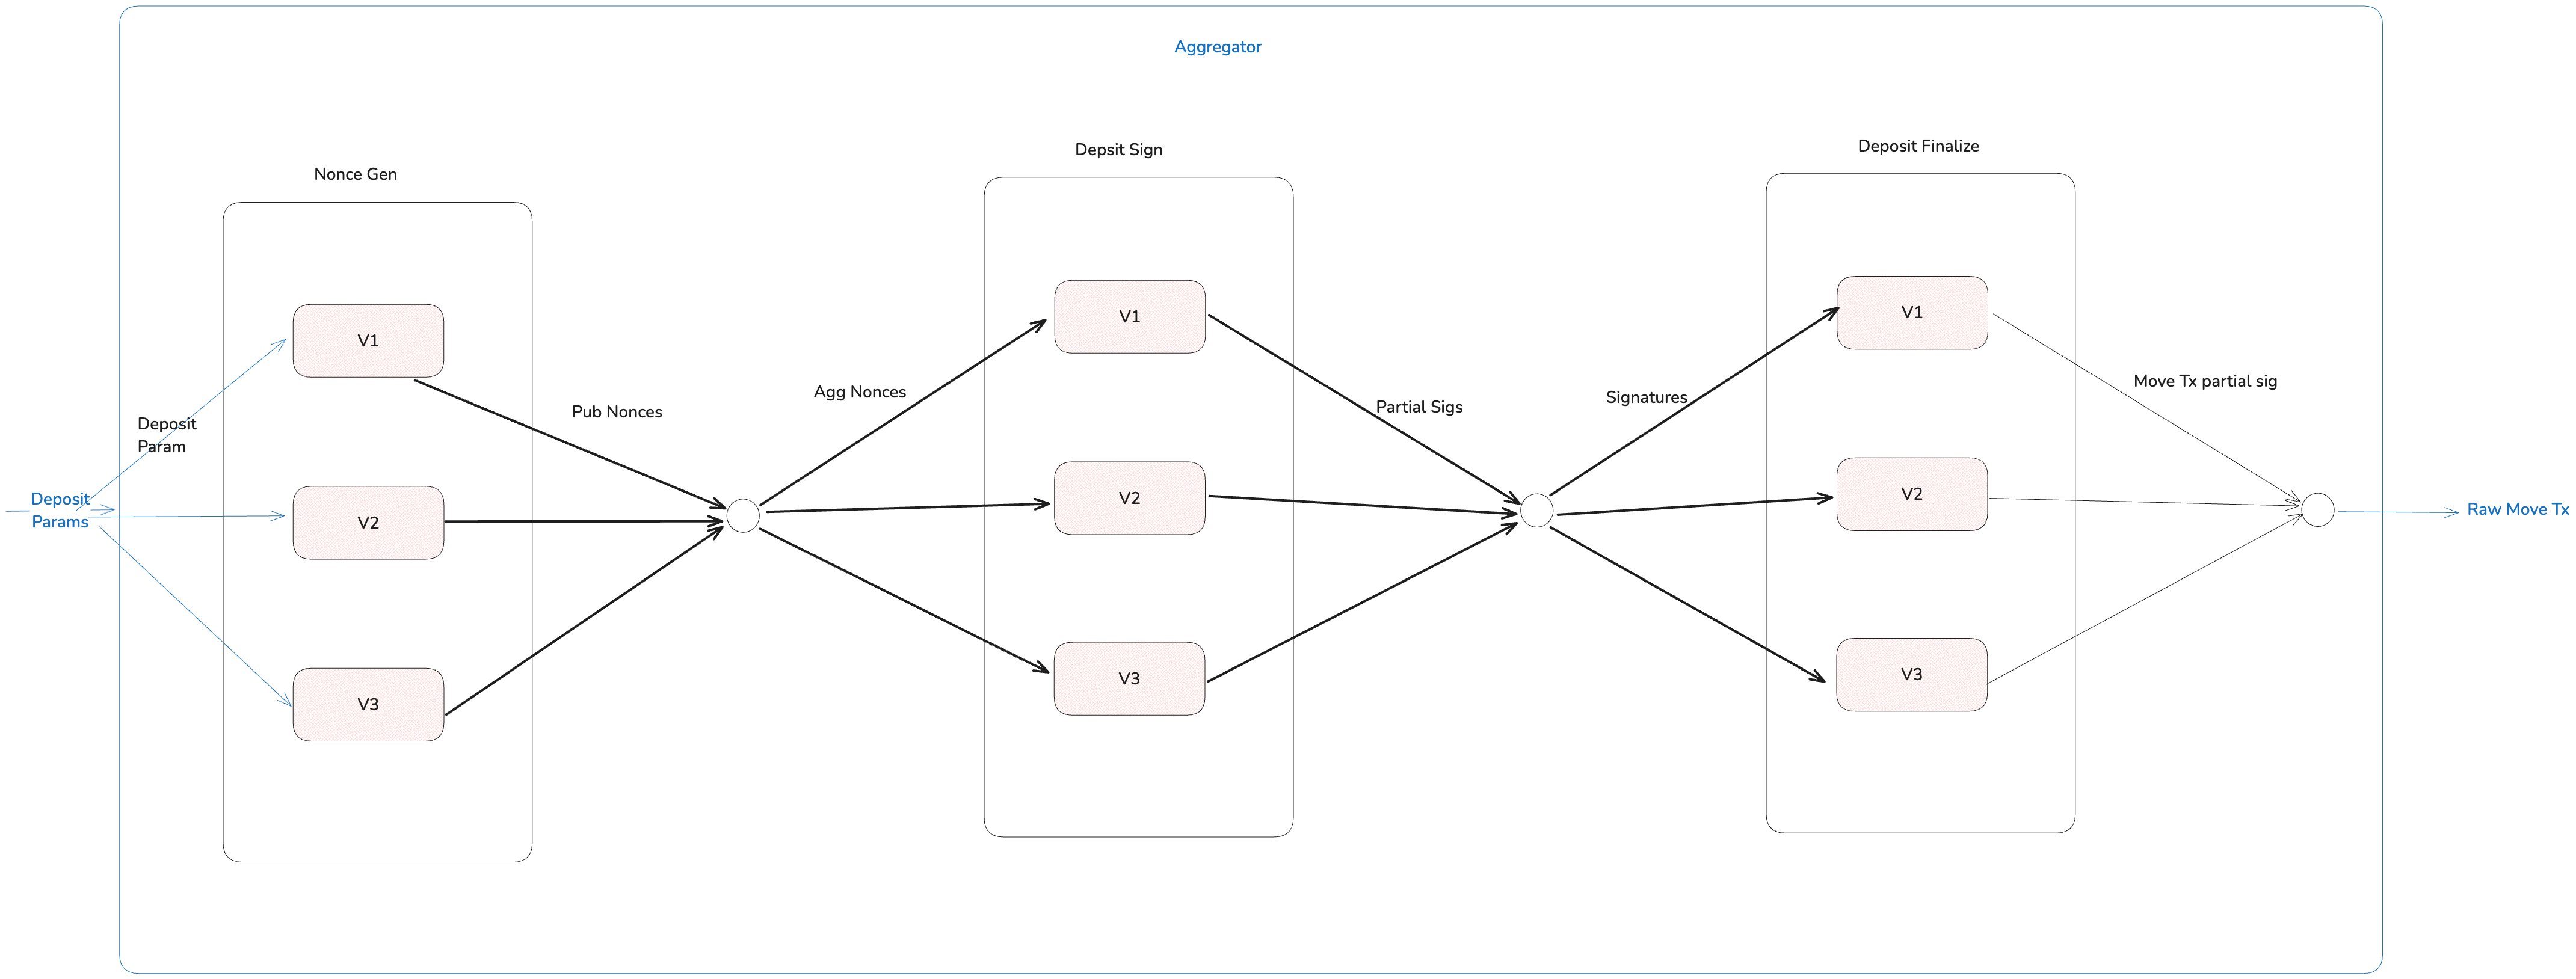 Aggregator
Nonce Gen
Depsit Sign
Deposit Finalize
V1
V2
V3
V1
V2
V3
V1
V2
V3
Deposit
Param
Deposit
Params
Pub Nonces
Agg Nonces
Partial Sigs
Signatures
Move Tx partial sig
Raw Move Tx